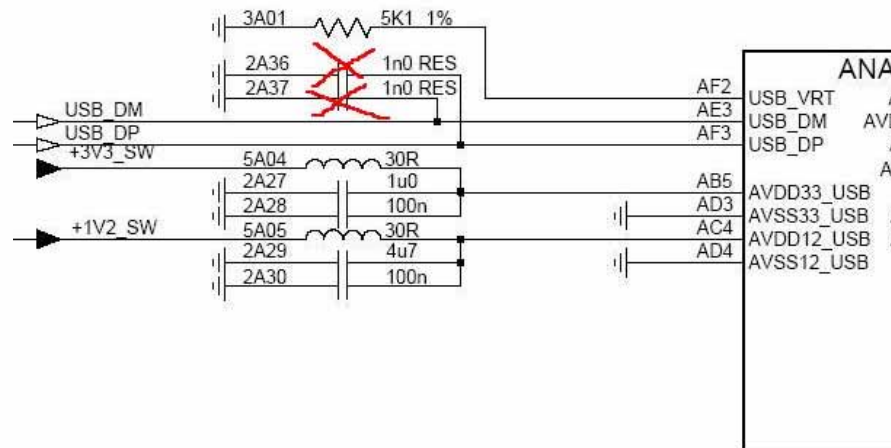 3A01 5K1 1%
2A36 1n0 RES
2A37 1n0 RES
USB_DM
USB_DP
+3V3_SW
5A04 30R
2A27 1u0
2A28 100n
+1V2_SW
5A05 30R
2A29 4u7
2A30 100n
ANA
AF2 USB_VRT
AE3 USB_DM
AF3 USB_DP
AB5 AVDD33_USB
AD3 AVSS33_USB
AC4 AVDD12_USB
AD4 AVSS12_USB